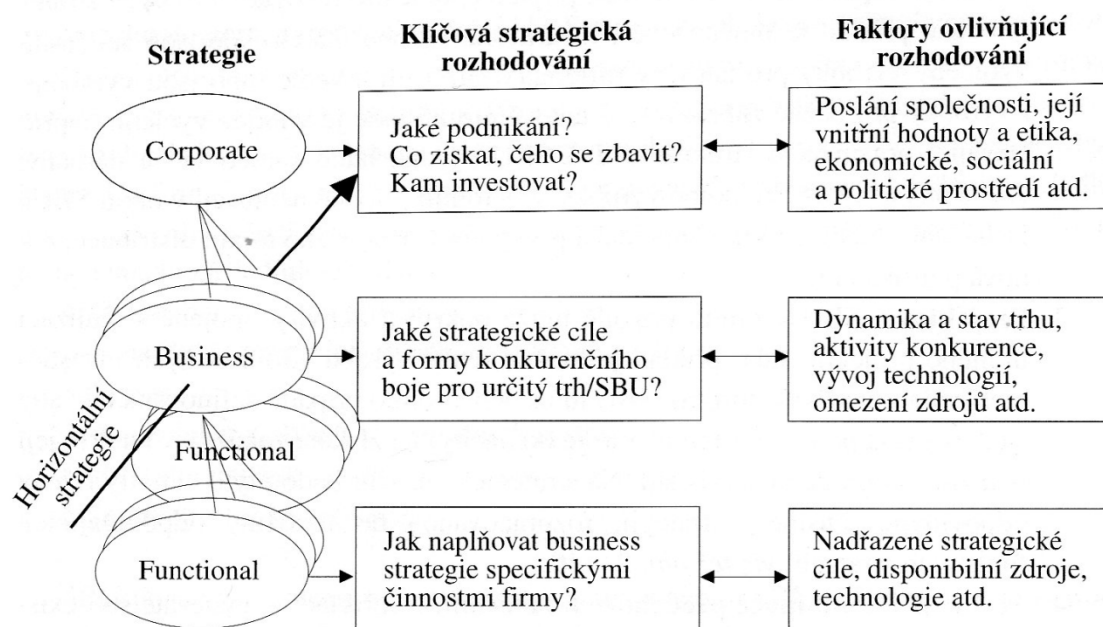 Strategie
Klíčová strategická
rozhodování
Faktory ovlivňující
rozhodování
Corporate
Jaké podnikání?
Co získat, čeho se zbavit?
Kam investovat?
Poslání společnosti, její
vnitřní hodnoty a etika,
ekonomické, sociální
a politické prostředí atd.
Business
Jaké strategické cíle
a formy konkurenčního
boje pro určitý trh/SBU?
Dynamika a stav trhu,
aktivity konkurence,
vývoj technologií,
omezení zdrojů atd.
Horizontální
strategie
Functional
Functional
Jak naplňovat business
strategie specifickými
činnostmi firmy?
Nadřazené strategické
cíle, disponibilní zdroje,
technologie atd.